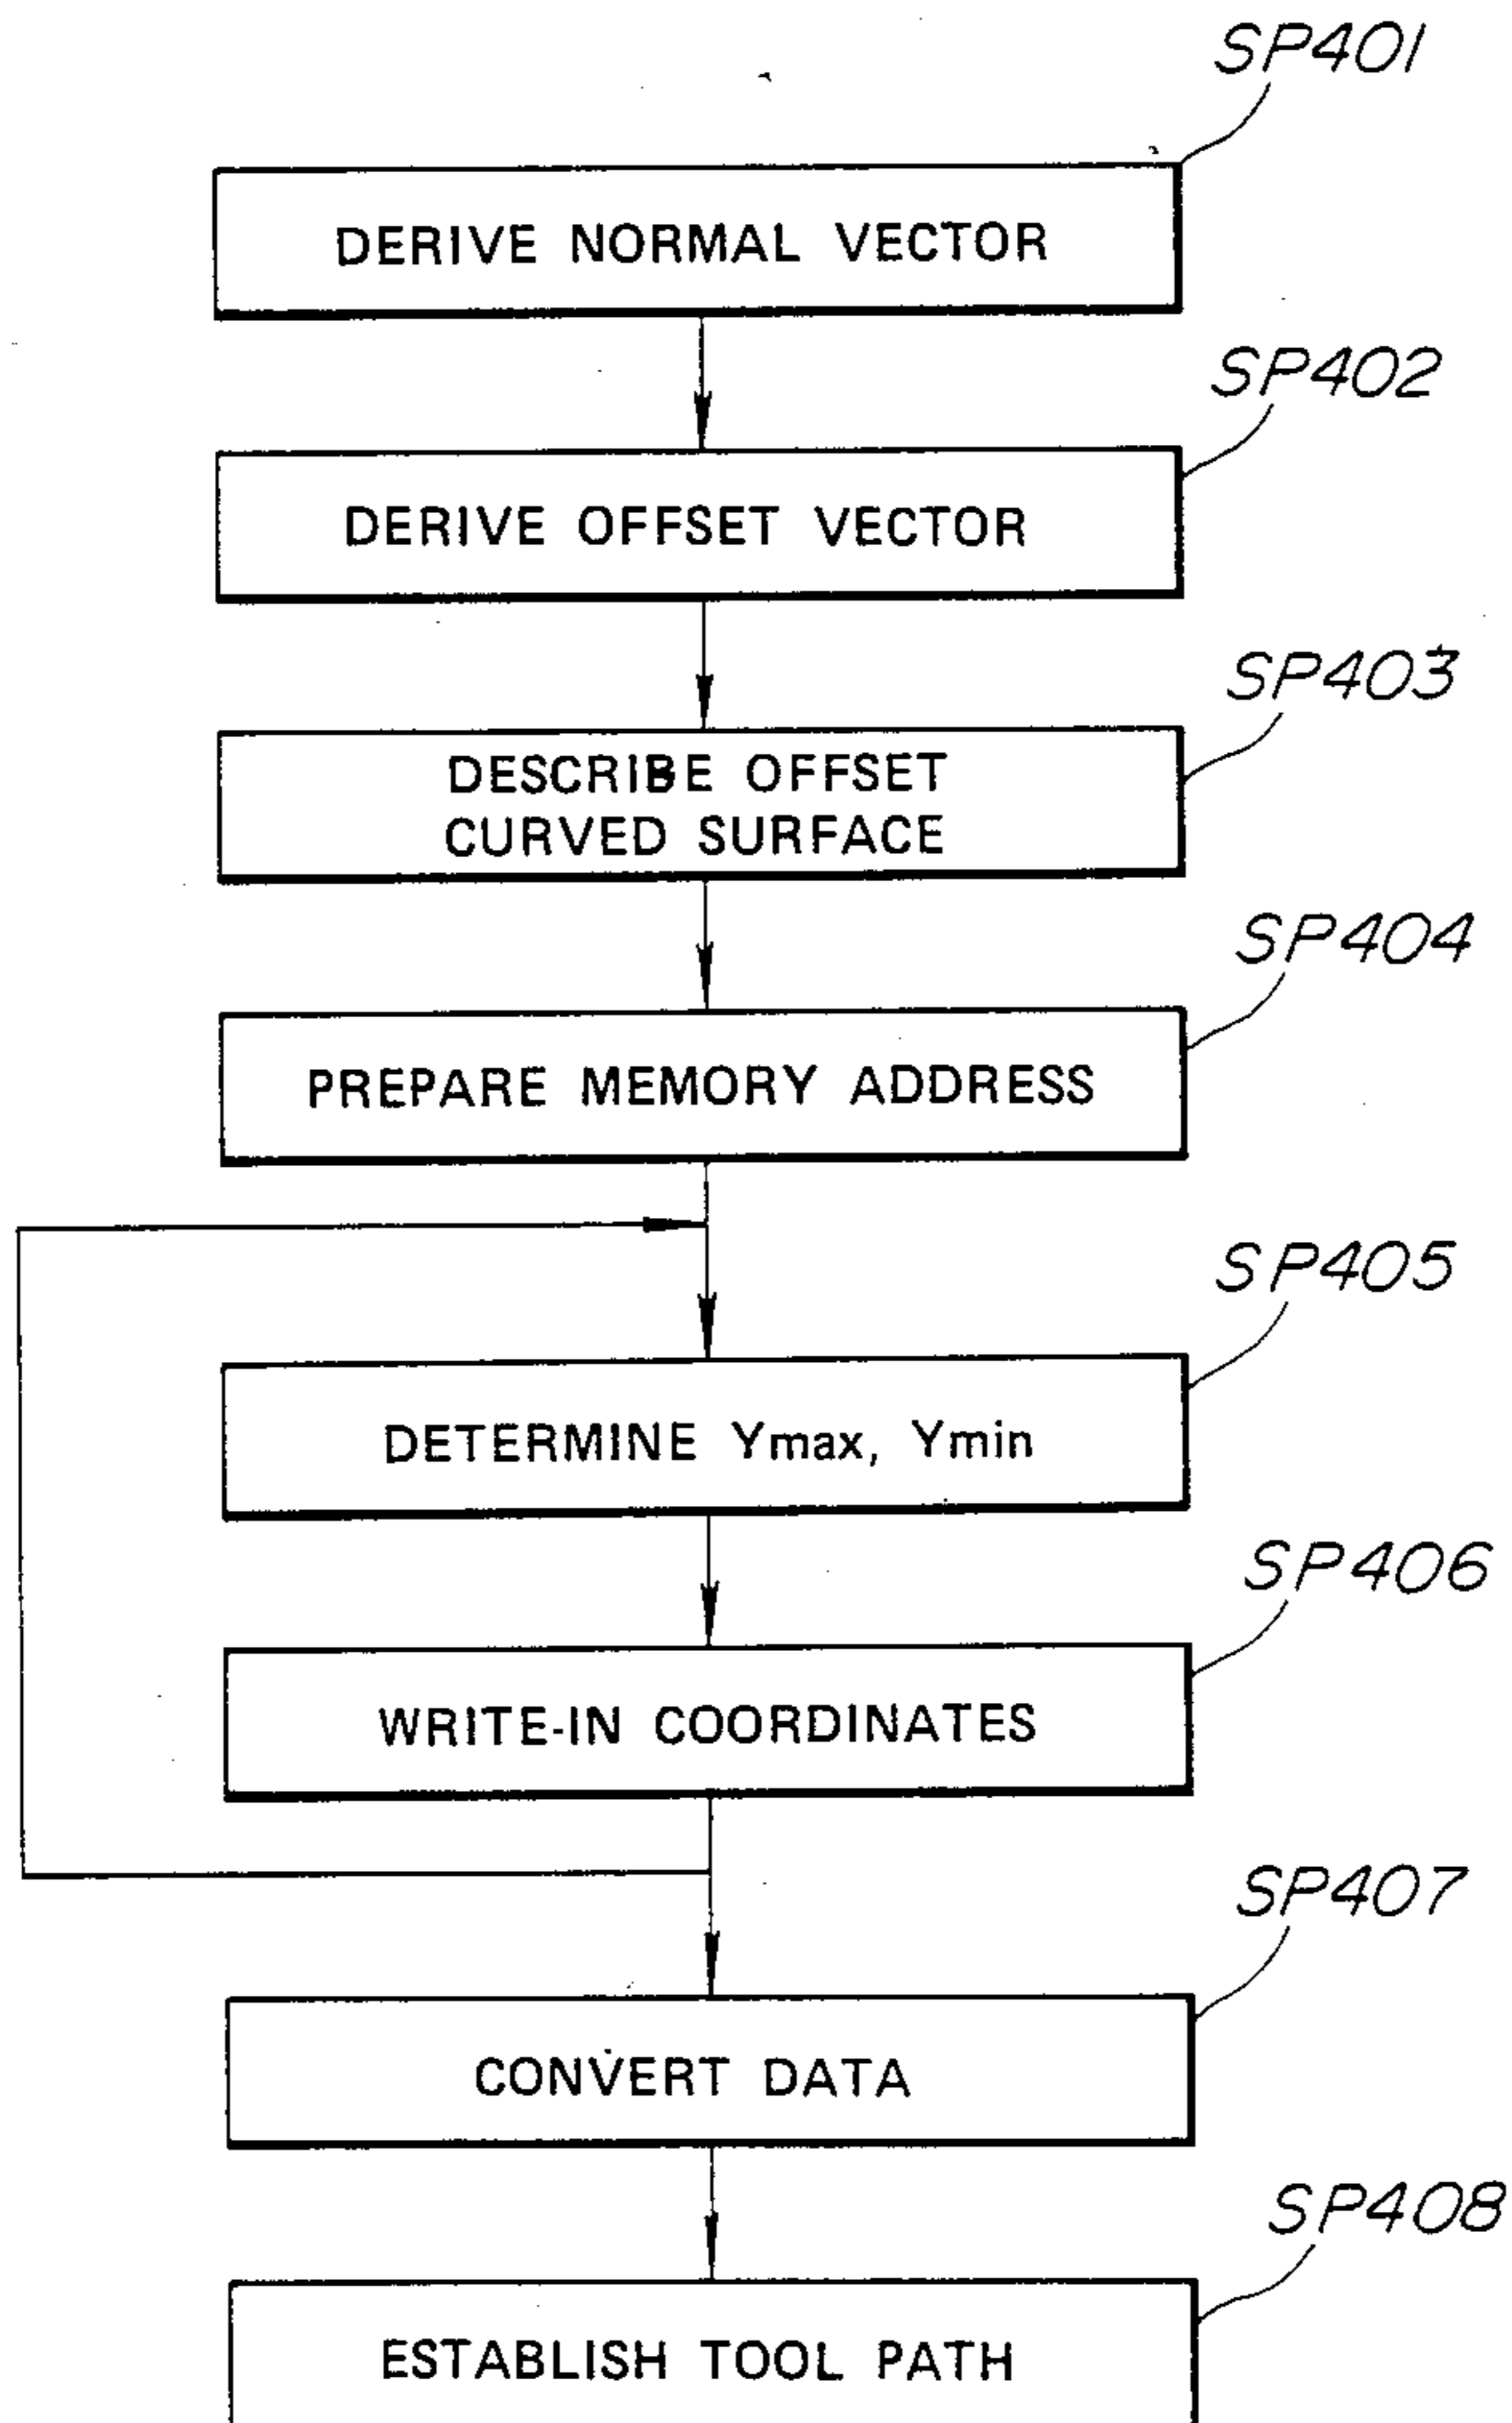 SP401
DERIVE NORMAL VECTOR
SP402
DERIVE OFFSET VECTOR
SP403
DESCRIBE OFFSET
CURVED SURFACE
SP404
PREPARE MEMORY ADDRESS
SP405
DETERMINE Ymax, Ymin
SP406
WRITE-IN COORDINATES
SP407
CONVERT DATA
SP408
ESTABLISH TOOL PATH